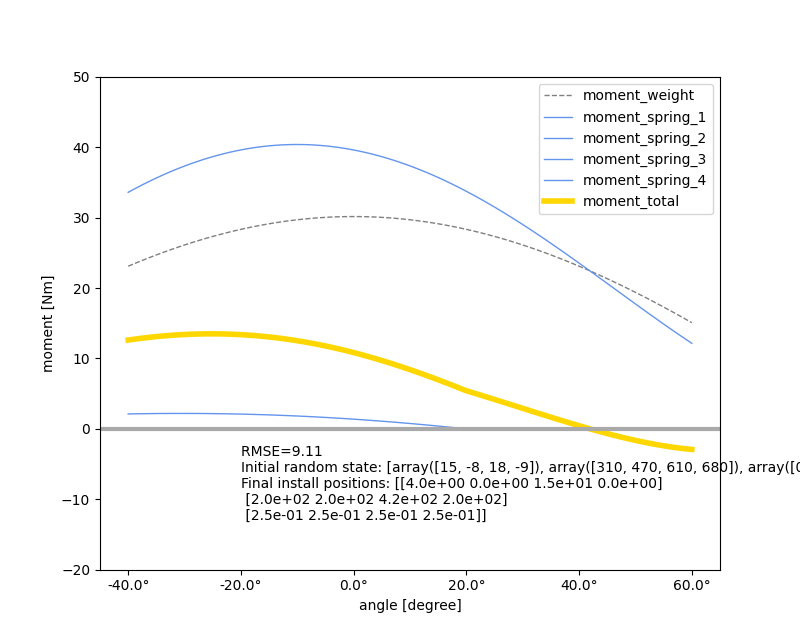 50
40
30
20
10
0
−10
−20
moment [Nm]
moment_weight
moment_spring_1
moment_spring_2
moment_spring_3
moment_spring_4
moment_total
RMSE=9.11
Initial random state: [array([15, -8, 18, -9]), array([310, 470, 610, 680]), array([0
Final install positions: [[4.0e+00 0.0e+00 1.5e+01 0.0e+00]
[2.0e+02 2.0e+02 4.2e+02 2.0e+02]
[2.5e-01 2.5e-01 2.5e-01 2.5e-01]]
-40.0° -20.0° 0.0° 20.0° 40.0° 60.0°
angle [degree]